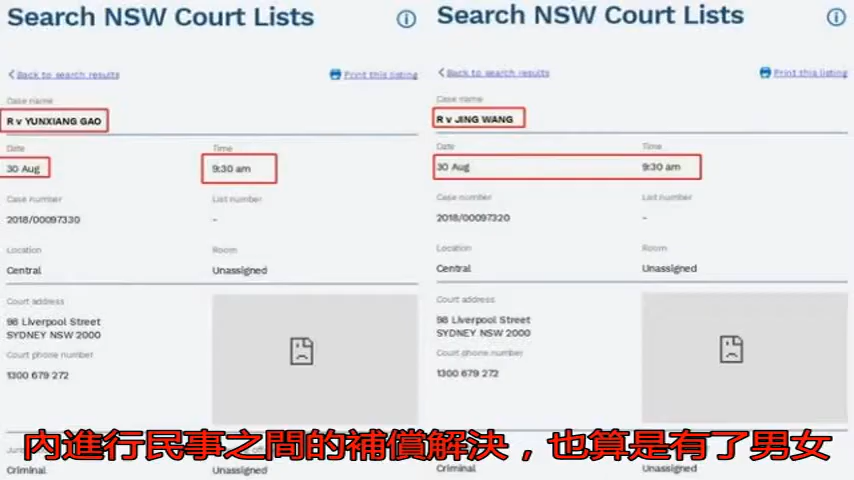 Search NSW Court Lists
Back to search results
Print this listing
Case name
R v YUNXIANG GAO
Date Time
30 Aug 9:30 am
Case number List number
2018/00097330 -
Location Room
Central Unassigned
Court address
98 Liverpool Street
SYDNEY NSW 2000
Court phone number
1300 679 272
Criminal Unassigned
Search NSW Court Lists
Back to search results
Print this listing
Case name
R v JING WANG
Date Time
30 Aug 9:30 am
Case number List number
2018/00097320 -
Location Room
Central Unassigned
Court address
98 Liverpool Street
SYDNEY NSW 2000
Court phone number
1300 679 272
Criminal Unassigned
內進行民事之間的補償解決，也算是有了男女